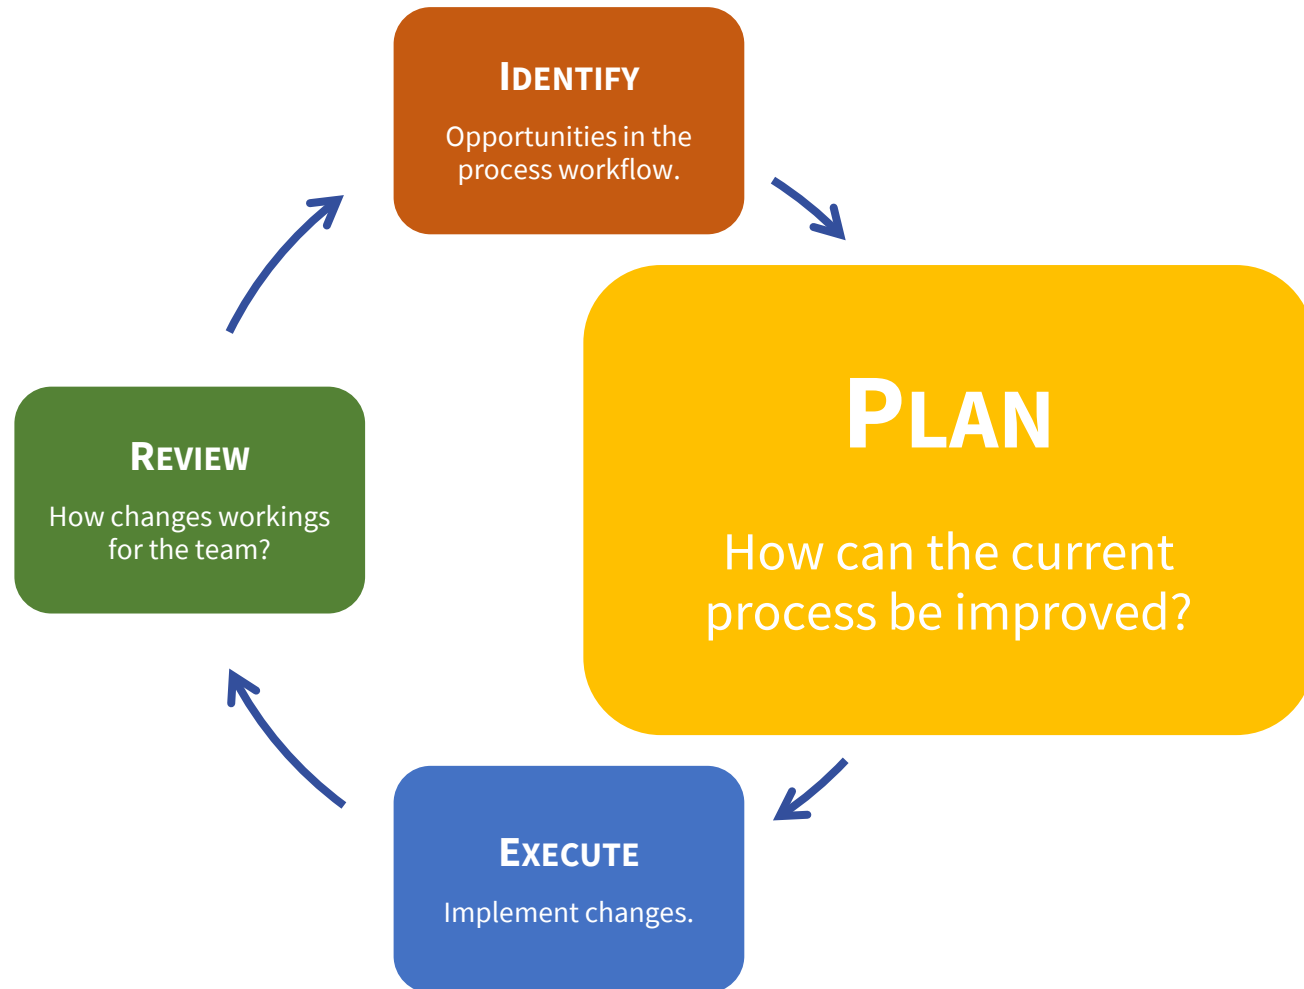 IDENTIFY
Opportunities in the
process workflow.
PLAN
How can the current
process be improved?
EXECUTE
Implement changes.
REVIEW
How changes workings
for the team?